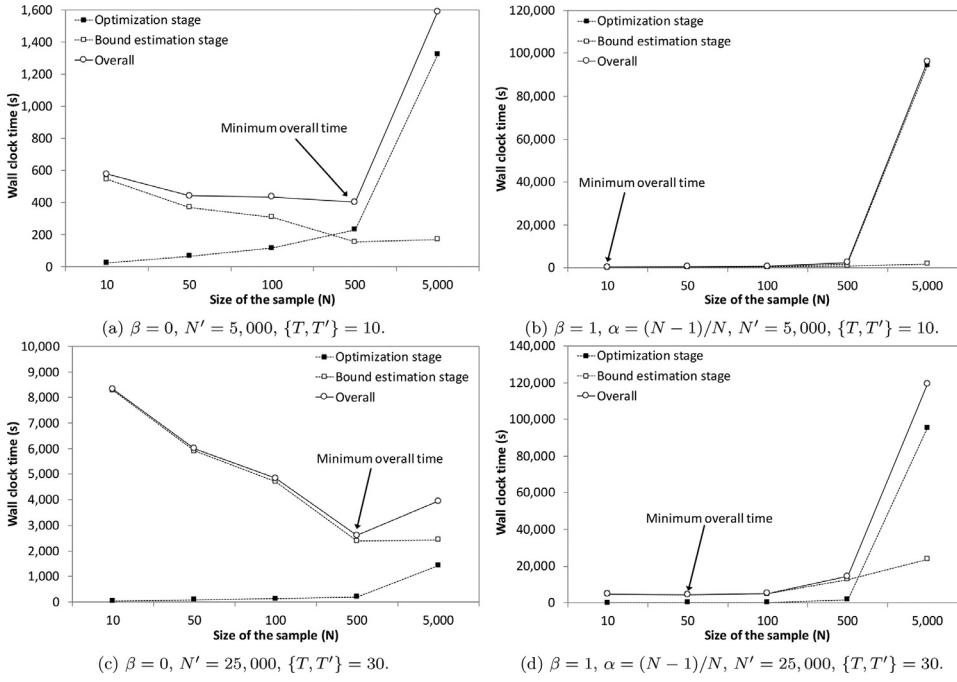 1,600
1,400
1,200
1,000
800
600
400
200
0
Wall clock time (s)
Optimization stage
Bound estimation stage
Overall
Minimum overall time
10 50 100 500 5,000
Size of the sample (N)
(a) β = 0, N′ = 5, 000, {T, T′} = 10.
120,000
100,000
80,000
60,000
40,000
20,000
0
Wall clock time (s)
Optimization stage
Bound estimation stage
Overall
Minimum overall time
10 50 100 500 5,000
Size of the sample (N)
(b) β = 1, α = (N − 1)/N, N′ = 5, 000, {T, T′} = 10.
10,000
9,000
8,000
7,000
6,000
5,000
4,000
3,000
2,000
1,000
0
Wall clock time (s)
Optimization stage
Bound estimation stage
Overall
Minimum overall time
10 50 100 500 5,000
Size of the sample (N)
(c) β = 0, N′ = 25, 000, {T, T′} = 30.
140,000
120,000
100,000
80,000
60,000
40,000
20,000
0
Wall clock time (s)
Optimization stage
Bound estimation stage
Overall
Minimum overall time
10 50 100 500 5,000
Size of the sample (N)
(d) β = 1, α = (N − 1)/N, N′ = 25, 000, {T, T′} = 30.